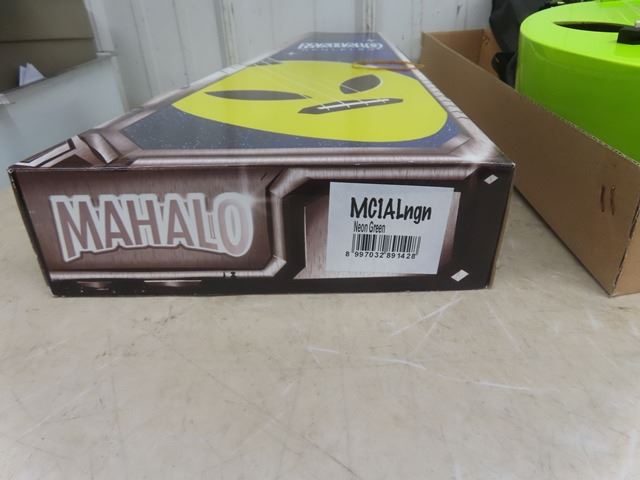 MAHALO
MC1ALngn
Neon Green
8 997032 891428